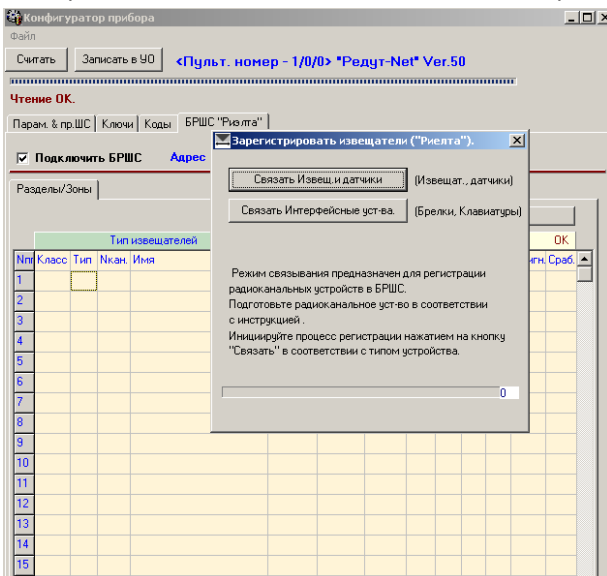 Конфигуратор прибора
Файл
Считать Записать в УО <Пульт. номер - 1/0/0> "Редут-Net" Ver.50
Чтение ОК.
Парам. & пр.ШС Ключи Коды БРШС "Риэлта"
Зарегистрировать извещатели ("Риелта").
Подключить БРШС Адрес
Связать Извещ.и датчики (Извещат., датчики)
Разделы/Зоны
Связать Интерфейсные уст-ва. (Брелки, Клавиатуры)
Тип извещателей OK
Nпп Класс Тип Nкан. Имя игн. Сраб.
Режим связывания предназначен для регистрации
радиоканальных устройств в БРШС.
Подготовьте радиоканальное уст-во в соответствии
с инструкцией .
Инициируйте процесс регистрации нажатием на кнопку
"Связать" в соответствии с типом устройства.
0
1
2
3
4
5
6
7
8
9
10
11
12
13
14
15